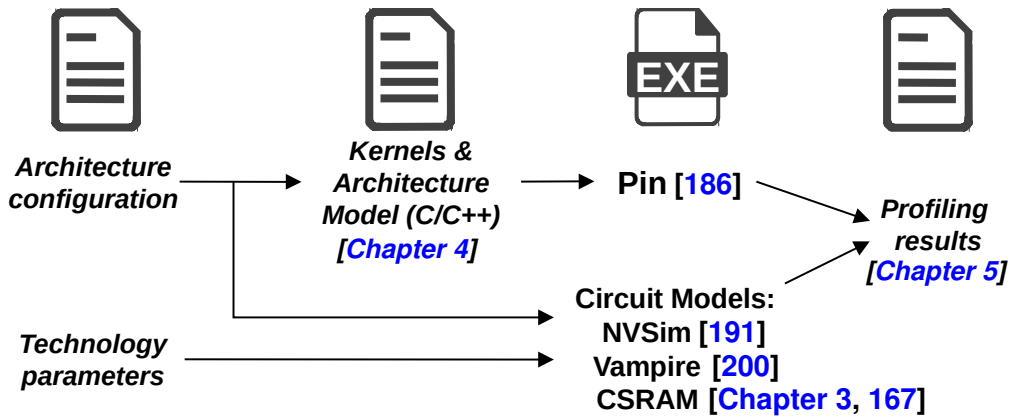 EXE
Architecture
configuration
Kernels &
Architecture
Model (C/C++)
[Chapter 4]
Pin [186]
Profiling
results
[Chapter 5]
Technology
parameters
Circuit Models:
NVSim [191]
Vampire [200]
CSRAM [Chapter 3, 167]